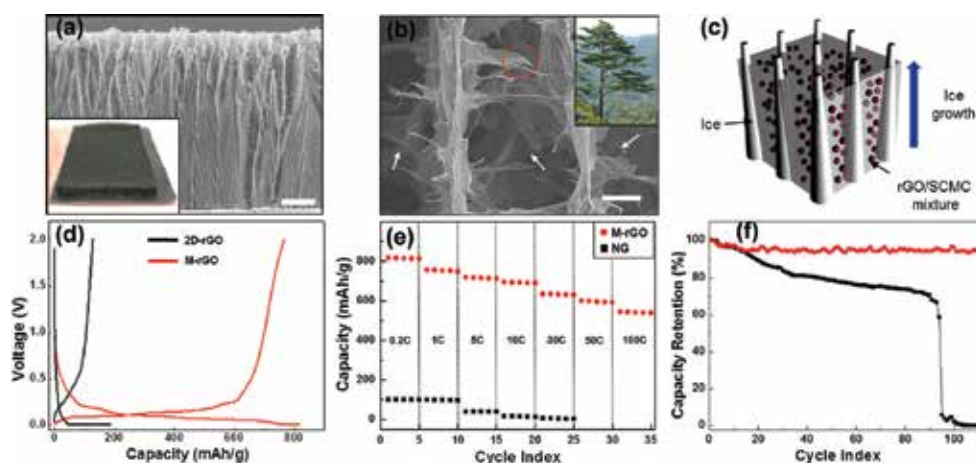 (a)
(b)
(c)
Ice
Ice
growth
rGO/SCMC
mixture
(d)
2D-rGO
M-rGO
2.0
1.5
1.0
0.5
0.0
Voltage (V)
0
200
400
600
800
Capacity (mAh/g)
(e)
M-rGO
NG
800
600
400
200
0
Capacity (mAh/g)
0.2C
1C
5C
10C
30C
50C
100C
0
5
10
15
20
25
30
35
Cycle Index
(f)
100
80
60
40
20
0
Capacity Retention (%)
0
20
40
60
80
100
Cycle Index